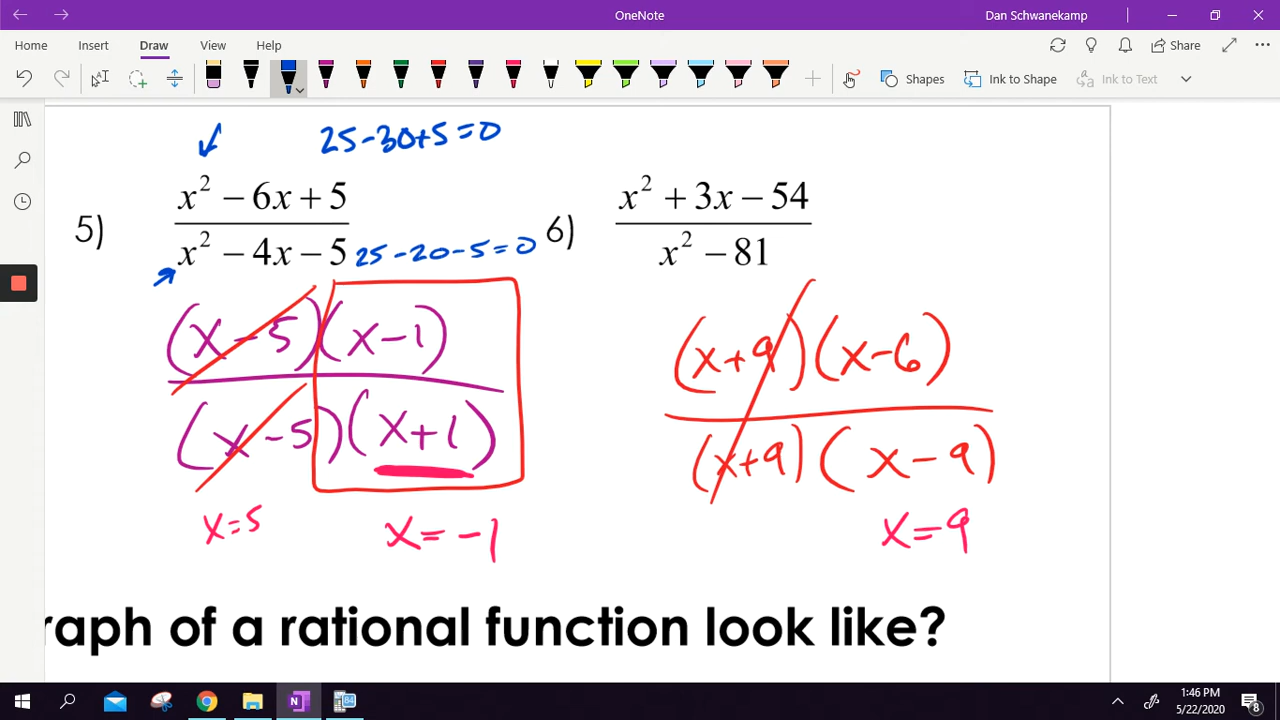 OneNote
Dan Schwanekamp
Home Insert Draw View Help
Share
Shapes
Ink to Shape
Ink to Text
25-30+5=0
5) x² − 6x + 5
x² − 4x − 5
25-20-5=0
(x-5)(x-1)
(x-5)(x+1)
x=5 x=-1
6) x² + 3x − 54
x² − 81
(x+9)(x-6)
(x+9)(x-9)
x=9
raph of a rational function look like?
1:46 PM
5/22/2020
8